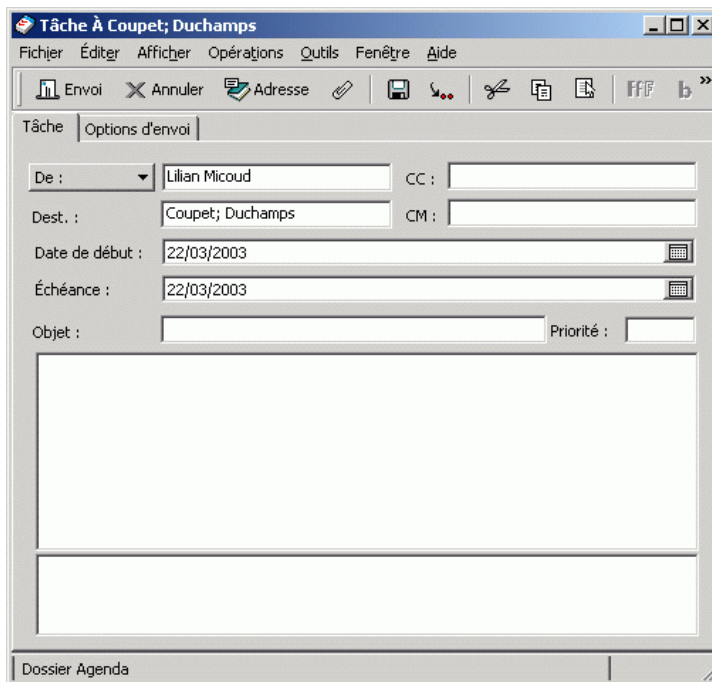 Tâche À Coupet; Duchamps
Fichier Éditer Afficher Opérations Outils Fenêtre Aide
Envoi Annuler Adresse FfF b »
Tâche Options d'envoi
De : Lilian Micoud CC :
Dest. : Coupet; Duchamps CM :
Date de début : 22/03/2003
Échéance : 22/03/2003
Objet : Priorité :
Dossier Agenda